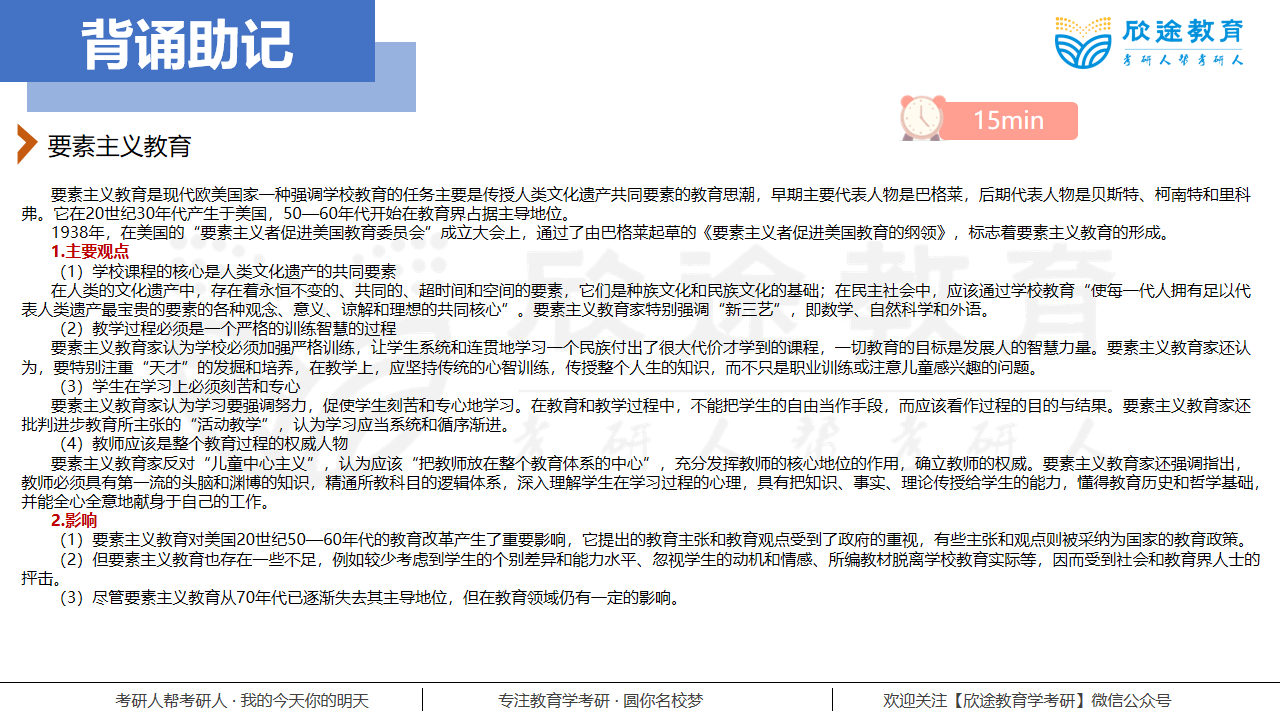 背诵助记
欣途教育
考研人帮考研人
15min
要素主义教育
要素主义教育是现代欧美国家一种强调学校教育的任务主要是传授人类文化遗产共同要素的教育思潮，早期主要代表人物是巴格莱，后期代表人物是贝斯特、柯南特和里科
弗。它在20世纪30年代产生于美国，50—60年代开始在教育界占据主导地位。
1938年，在美国的“要素主义者促进美国教育委员会”成立大会上，通过了由巴格莱起草的《要素主义者促进美国教育的纲领》，标志着要素主义教育的形成。
1.主要观点
（1）学校课程的核心是人类文化遗产的共同要素
在人类的文化遗产中，存在着永恒不变的、共同的、超时间和空间的要素，它们是种族文化和民族文化的基础；在民主社会中，应该通过学校教育“使每一代人拥有足以代
表人类遗产最宝贵的要素的各种观念、意义、谅解和理想的共同核心”。要素主义教育家特别强调“新三艺”，即数学、自然科学和外语。
（2）教学过程必须是一个严格的训练智慧的过程
要素主义教育家认为学校必须加强严格训练，让学生系统和连贯地学习一个民族付出了很大代价才学到的课程，一切教育的目标是发展人的智慧力量。要素主义教育家还认
为，要特别注重“天才”的发掘和培养，在教学上，应坚持传统的心智训练，传授整个人生的知识，而不只是职业训练或注意儿童感兴趣的问题。
（3）学生在学习上必须刻苦和专心
要素主义教育家认为学习要强调努力，促使学生刻苦和专心地学习。在教育和教学过程中，不能把学生的自由当作手段，而应该看作过程的目的与结果。要素主义教育家还
批判进步教育所主张的“活动教学”，认为学习应当系统和循序渐进。
（4）教师应该是整个教育过程的权威人物
要素主义教育家反对“儿童中心主义”，认为应该“把教师放在整个教育体系的中心”，充分发挥教师的核心地位的作用，确立教师的权威。要素主义教育家还强调指出，
教师必须具有第一流的头脑和渊博的知识，精通所教科目的逻辑体系，深入理解学生在学习过程的心理，具有把知识、事实、理论传授给学生的能力，懂得教育历史和哲学基础，
并能全心全意地献身于自己的工作。
2.影响
（1）要素主义教育对美国20世纪50—60年代的教育改革产生了重要影响，它提出的教育主张和教育观点受到了政府的重视，有些主张和观点则被采纳为国家的教育政策。
（2）但要素主义教育也存在一些不足，例如较少考虑到学生的个别差异和能力水平、忽视学生的动机和情感、所编教材脱离学校教育实际等，因而受到社会和教育界人士的
抨击。
（3）尽管要素主义教育从70年代已逐渐失去其主导地位，但在教育领域仍有一定的影响。
欣途教育
考研人帮考研人
考研人帮考研人 · 我的今天你的明天
专注教育学考研 · 圆你名校梦
欢迎关注【欣途教育学考研】微信公众号